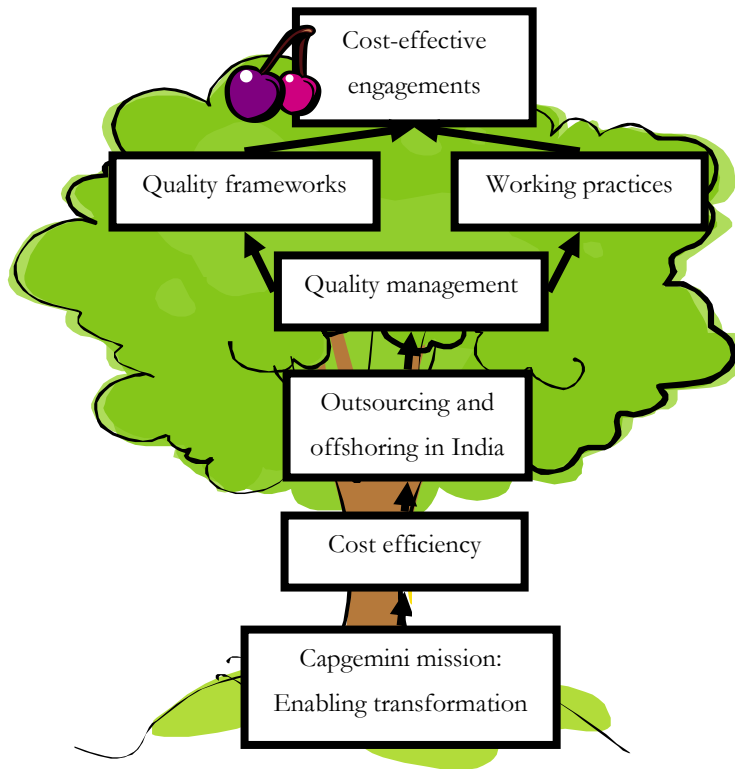 Cost-effective
engagements
Quality frameworks
Working practices
Quality management
Outsourcing and
offshoring in India
Cost efficiency
Capgemini mission:
Enabling transformation